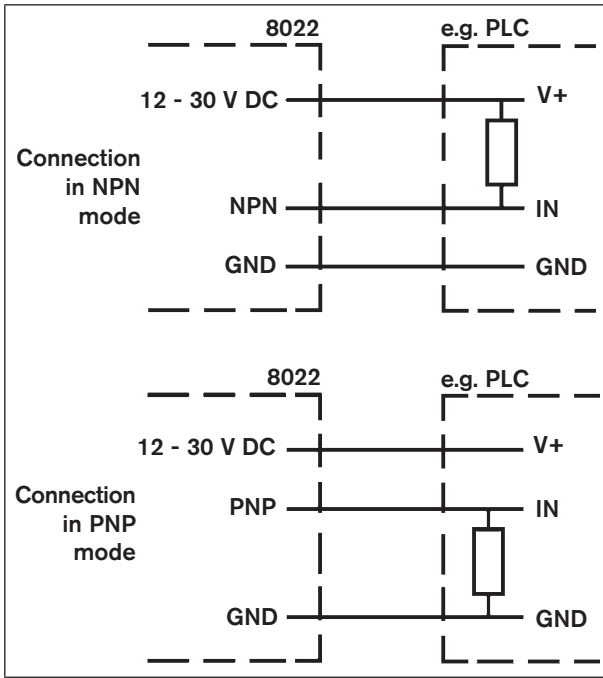 8022 e.g. PLC
12 - 30 V DC V+
Connection
in NPN
mode
NPN IN
GND GND
8022 e.g. PLC
12 - 30 V DC V+
Connection
in PNP
mode
PNP IN
GND GND